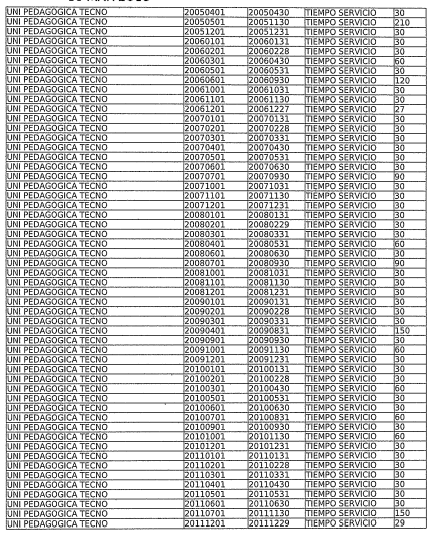 UNI PEDAGOGICA TECNO 20050401 20050430 TIEMPO SERVICIO 30
UNI PEDAGOGICA TECNO 20050501 20051130 TIEMPO SERVICIO 210
UNI PEDAGOGICA TECNO 20051201 20051231 TIEMPO SERVICIO 30
UNI PEDAGOGICA TECNO 20060101 20060131 TIEMPO SERVICIO 30
UNI PEDAGOGICA TECNO 20060201 20060228 TIEMPO SERVICIO 30
UNI PEDAGOGICA TECNO 20060301 20060430 TIEMPO SERVICIO 60
UNI PEDAGOGICA TECNO 20060501 20060531 TIEMPO SERVICIO 30
UNI PEDAGOGICA TECNO 20060601 20060930 TIEMPO SERVICIO 120
UNI PEDAGOGICA TECNO 20061001 20061031 TIEMPO SERVICIO 30
UNI PEDAGOGICA TECNO 20061101 20061130 TIEMPO SERVICIO 30
UNI PEDAGOGICA TECNO 20061201 20061227 TIEMPO SERVICIO 27
UNI PEDAGOGICA TECNO 20070101 20070131 TIEMPO SERVICIO 30
UNI PEDAGOGICA TECNO 20070201 20070228 TIEMPO SERVICIO 30
UNI PEDAGOGICA TECNO 20070301 20070331 TIEMPO SERVICIO 30
UNI PEDAGOGICA TECNO 20070401 20070430 TIEMPO SERVICIO 30
UNI PEDAGOGICA TECNO 20070501 20070531 TIEMPO SERVICIO 30
UNI PEDAGOGICA TECNO 20070601 20070630 TIEMPO SERVICIO 30
UNI PEDAGOGICA TECNO 20070701 20070930 TIEMPO SERVICIO 90
UNI PEDAGOGICA TECNO 20071001 20071031 TIEMPO SERVICIO 30
UNI PEDAGOGICA TECNO 20071101 20071130 TIEMPO SERVICIO 30
UNI PEDAGOGICA TECNO 20071201 20071231 TIEMPO SERVICIO 30
UNI PEDAGOGICA TECNO 20080101 20080131 TIEMPO SERVICIO 30
UNI PEDAGOGICA TECNO 20080201 20080229 TIEMPO SERVICIO 30
UNI PEDAGOGICA TECNO 20080301 20080331 TIEMPO SERVICIO 30
UNI PEDAGOGICA TECNO 20080401 20080531 TIEMPO SERVICIO 60
UNI PEDAGOGICA TECNO 20080601 20080630 TIEMPO SERVICIO 30
UNI PEDAGOGICA TECNO 20080701 20080930 TIEMPO SERVICIO 90
UNI PEDAGOGICA TECNO 20081001 20081031 TIEMPO SERVICIO 30
UNI PEDAGOGICA TECNO 20081101 20081130 TIEMPO SERVICIO 30
UNI PEDAGOGICA TECNO 20081201 20081231 TIEMPO SERVICIO 30
UNI PEDAGOGICA TECNO 20090101 20090131 TIEMPO SERVICIO 30
UNI PEDAGOGICA TECNO 20090201 20090228 TIEMPO SERVICIO 30
UNI PEDAGOGICA TECNO 20090301 20090331 TIEMPO SERVICIO 30
UNI PEDAGOGICA TECNO 20090401 20090831 TIEMPO SERVICIO 150
UNI PEDAGOGICA TECNO 20090901 20090930 TIEMPO SERVICIO 30
UNI PEDAGOGICA TECNO 20091001 20091130 TIEMPO SERVICIO 60
UNI PEDAGOGICA TECNO 20091201 20091231 TIEMPO SERVICIO 30
UNI PEDAGOGICA TECNO 20100101 20100131 TIEMPO SERVICIO 30
UNI PEDAGOGICA TECNO 20100201 20100228 TIEMPO SERVICIO 30
UNI PEDAGOGICA TECNO 20100301 20100430 TIEMPO SERVICIO 60
UNI PEDAGOGICA TECNO 20100501 20100531 TIEMPO SERVICIO 30
UNI PEDAGOGICA TECNO 20100601 20100630 TIEMPO SERVICIO 30
UNI PEDAGOGICA TECNO 20100701 20100831 TIEMPO SERVICIO 60
UNI PEDAGOGICA TECNO 20100901 20100930 TIEMPO SERVICIO 30
UNI PEDAGOGICA TECNO 20101001 20101130 TIEMPO SERVICIO 60
UNI PEDAGOGICA TECNO 20101201 20101231 TIEMPO SERVICIO 30
UNI PEDAGOGICA TECNO 20110101 20110131 TIEMPO SERVICIO 30
UNI PEDAGOGICA TECNO 20110201 20110228 TIEMPO SERVICIO 30
UNI PEDAGOGICA TECNO 20110301 20110331 TIEMPO SERVICIO 30
UNI PEDAGOGICA TECNO 20110401 20110430 TIEMPO SERVICIO 30
UNI PEDAGOGICA TECNO 20110501 20110531 TIEMPO SERVICIO 30
UNI PEDAGOGICA TECNO 20110601 20110630 TIEMPO SERVICIO 30
UNI PEDAGOGICA TECNO 20110701 20111130 TIEMPO SERVICIO 150
UNI PEDAGOGICA TECNO 20111201 20111229 TIEMPO SERVICIO 29